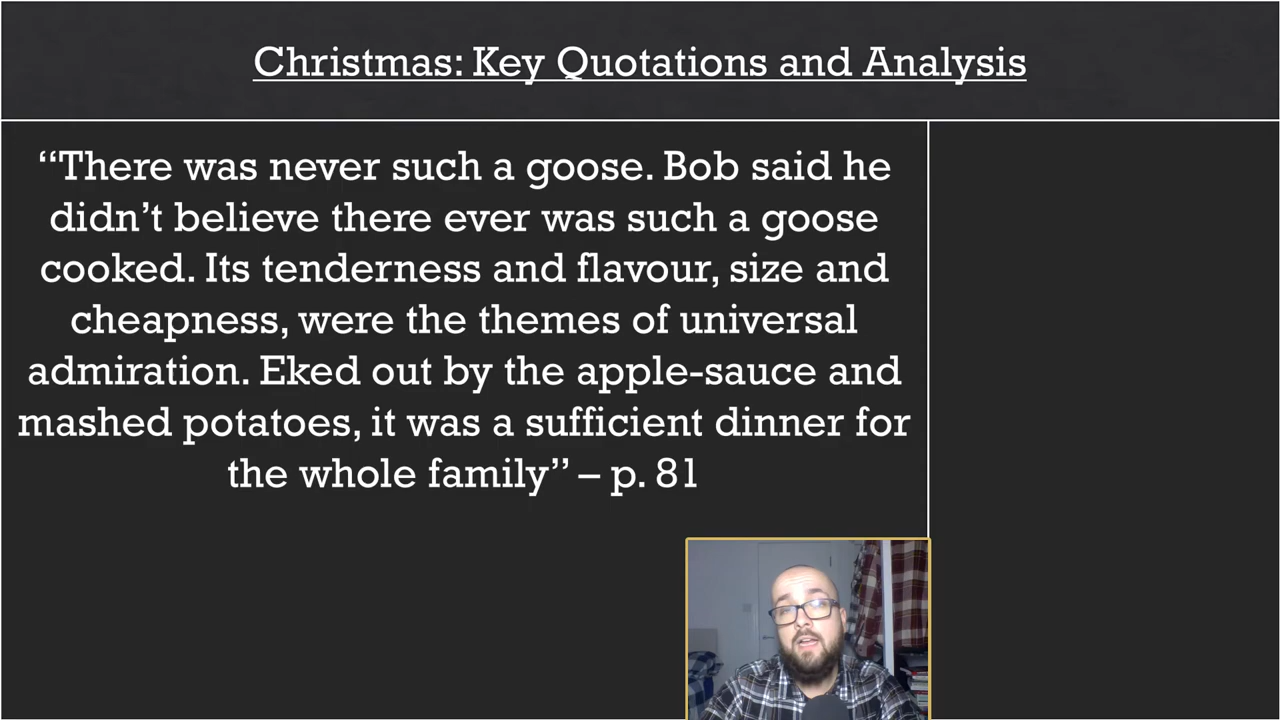 Christmas: Key Quotations and Analysis
“There was never such a goose. Bob said he
didn’t believe there ever was such a goose
cooked. Its tenderness and flavour, size and
cheapness, were the themes of universal
admiration. Eked out by the apple-sauce and
mashed potatoes, it was a sufficient dinner for
the whole family” – p. 81